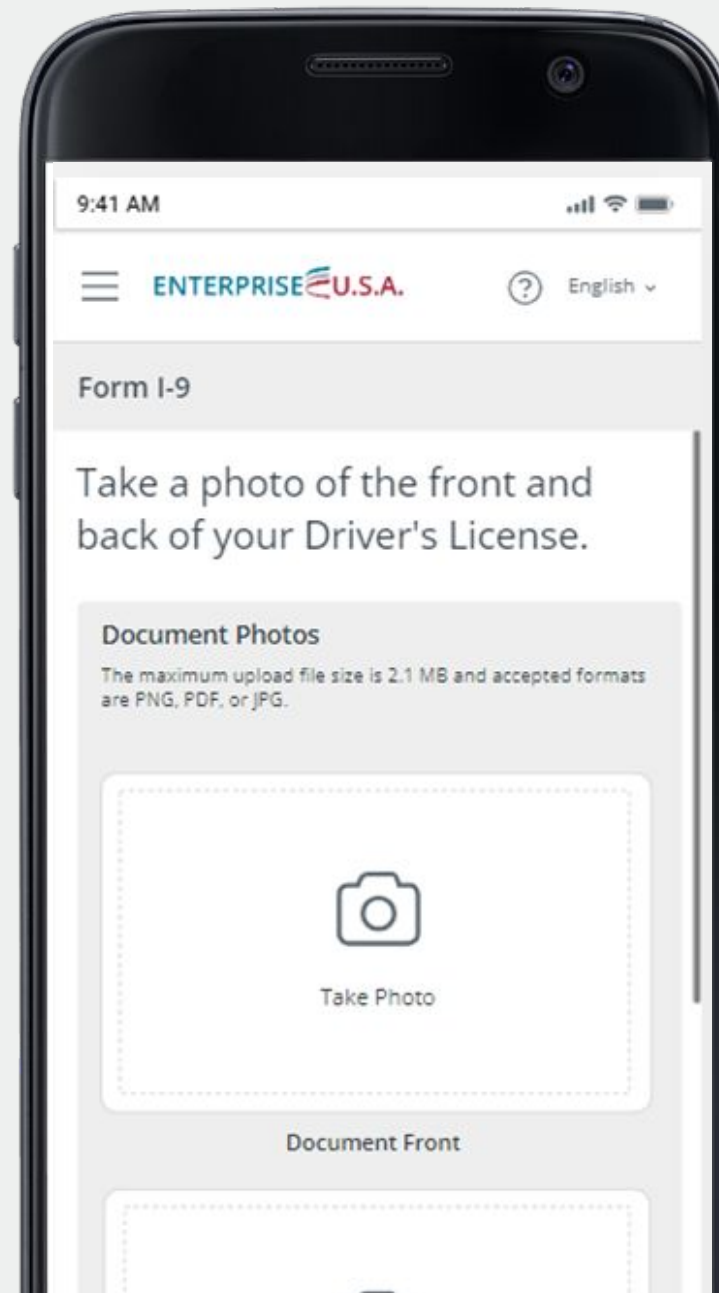 9:41 AM
ENTERPRISE U.S.A.
English
Form I-9
Take a photo of the front and
back of your Driver's License.
Document Photos
The maximum upload file size is 2.1 MB and accepted formats
are PNG, PDF, or JPG.
Take Photo
Document Front